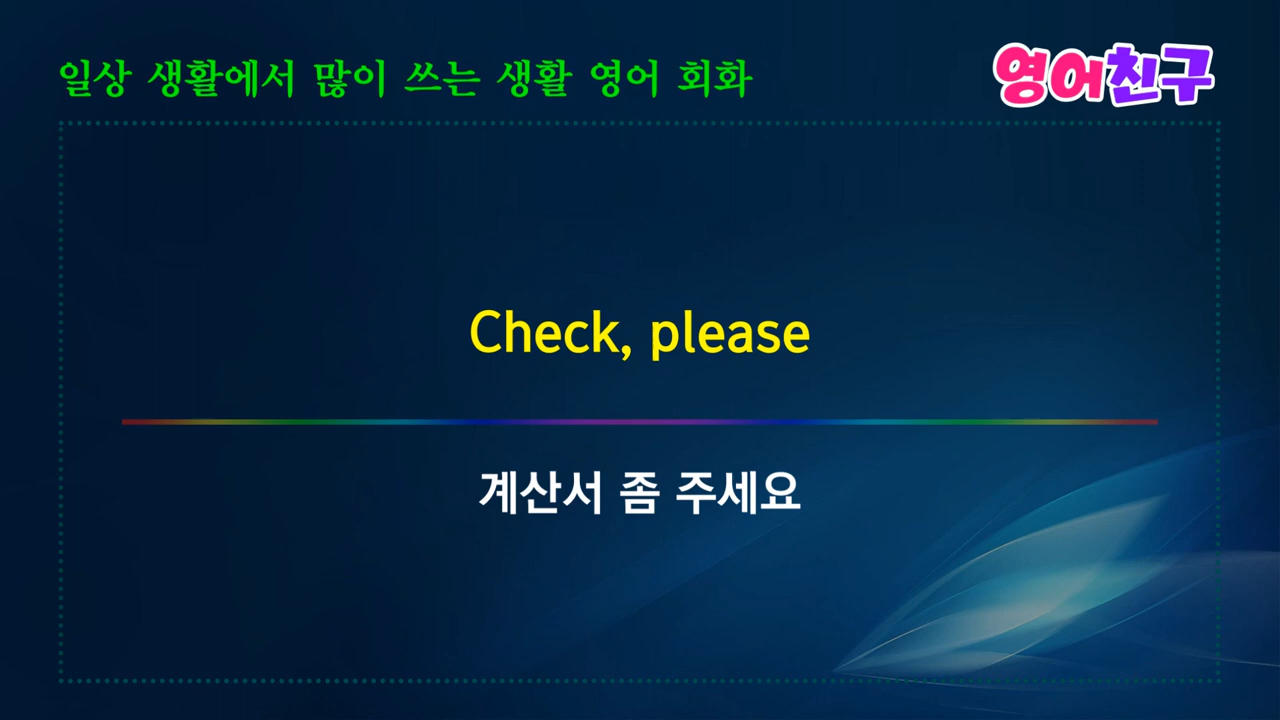 일상 생활에서 많이 쓰는 생활 영어 회화
영어친구
Check, please
계산서 좀 주세요